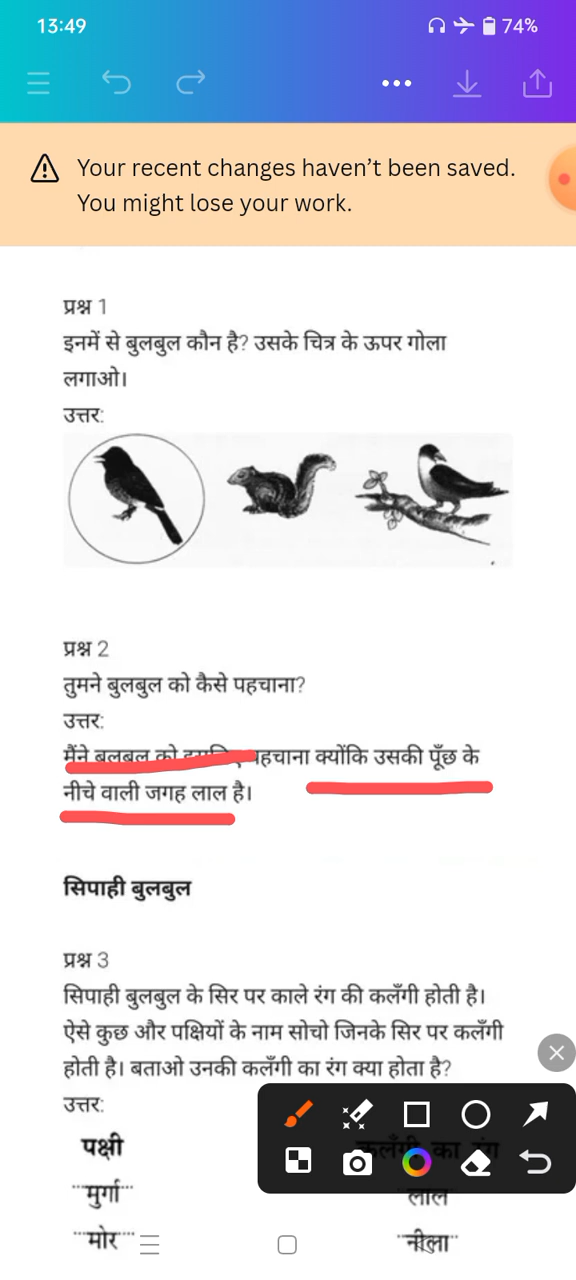 13:49
74%
Your recent changes haven’t been saved.
You might lose your work.
प्रश्न 1
इनमें से बुलबुल कौन है? उसके चित्र के ऊपर गोला
लगाओ।
उत्तर:
प्रश्न 2
तुमने बुलबुल को कैसे पहचाना?
उत्तर:
मैंने बुलबुल को पहचाना क्योंकि उसकी पूँछ के
नीचे वाली जगह लाल है।
सिपाही बुलबुल
प्रश्न 3
सिपाही बुलबुल के सिर पर काले रंग की कलँगी होती है।
ऐसे कुछ और पक्षियों के नाम सोचो जिनके सिर पर कलँगी
होती है। बताओ उनकी कलँगी का रंग क्या होता है?
उत्तर:
पक्षी कलँगी का रंग
मुर्गा लाल
मोर नीला